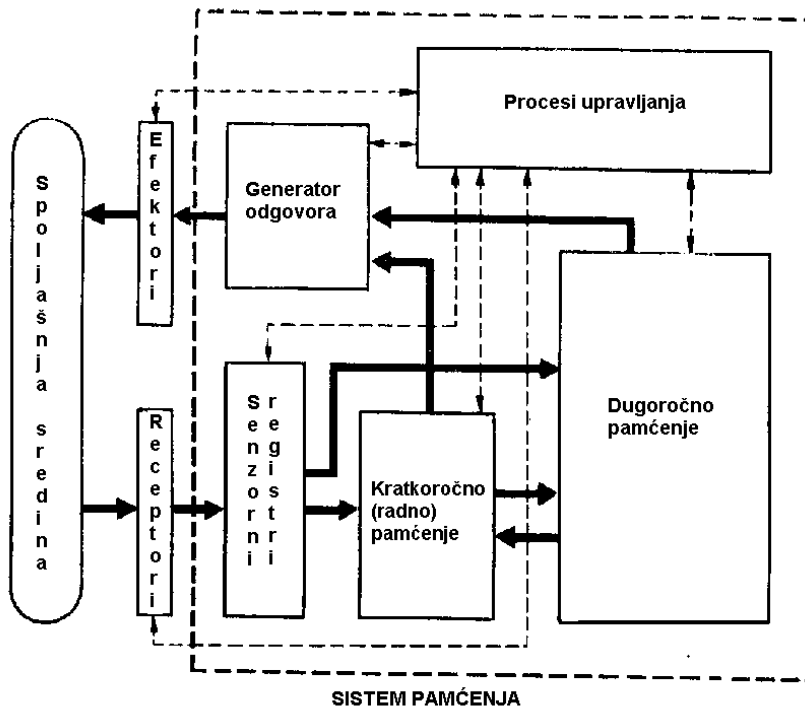 Procesi upravljanja
Efektori
Generator
odgovora
Spoljašnja sredina
Dugoročno
pamćenje
Senzorni
registri
Receptori
Kratkoročno
(radno)
pamćenje
SISTEM PAMĆENJA